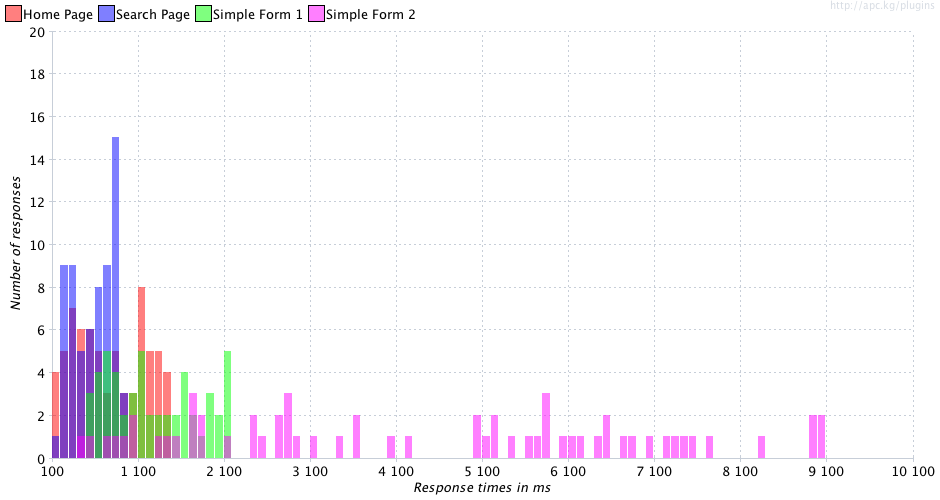 http://apc.kg/plugins
Home Page Search Page Simple Form 1 Simple Form 2
20
18
16
14
12
10
8
6
4
2
0
Number of responses
100 1 100 2 100 3 100 4 100 5 100 6 100 7 100 8 100 9 100 10 100
Response times in ms